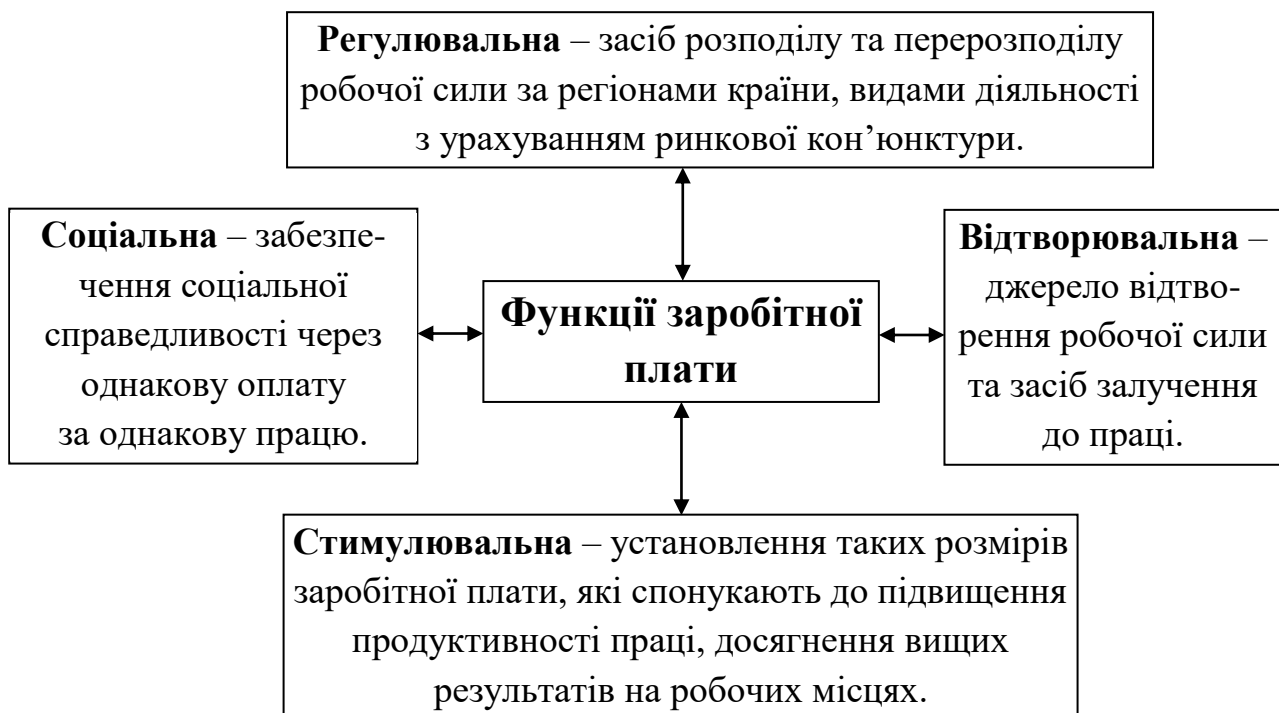 Регулювальна – засіб розподілу та перерозподілу
робочої сили за регіонами країни, видами діяльності
з урахуванням ринкової кон’юнктури.
Соціальна – забезпе-
чення соціальної
справедливості через
однакову оплату
за однакову працю.
Функції заробітної
плати
Відтворювальна –
джерело відтво-
рення робочої сили
та засіб залучення
до праці.
Стимулювальна – установлення таких розмірів
заробітної плати, які спонукають до підвищення
продуктивності праці, досягнення вищих
результатів на робочих місцях.